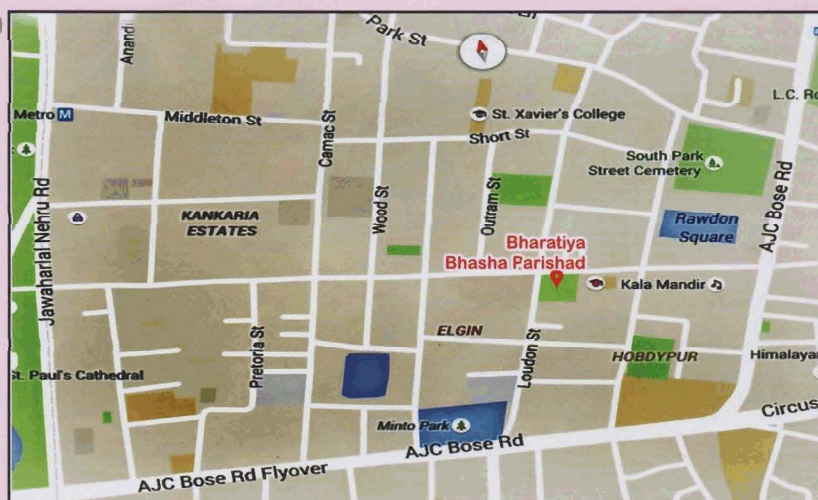 Park St
Anand
Metro M
Middleton St
Camac St
St. Xavier's College
Short St
L.C. Ro
South Park
Street Cemetery
AJC Bose Rd
Jawaharlal Nehru Rd
KANKARIA
ESTATES
Wood St
Outram St
Rawdon
Square
Bharatiya
Bhasha Parishad
Kala Mandir
ELGIN
Pretoria St
Loudon St
HOBDYPUR
Himalaya
St. Paul's Cathedral
Minto Park
Circus
AJC Bose Rd
AJC Bose Rd Flyover